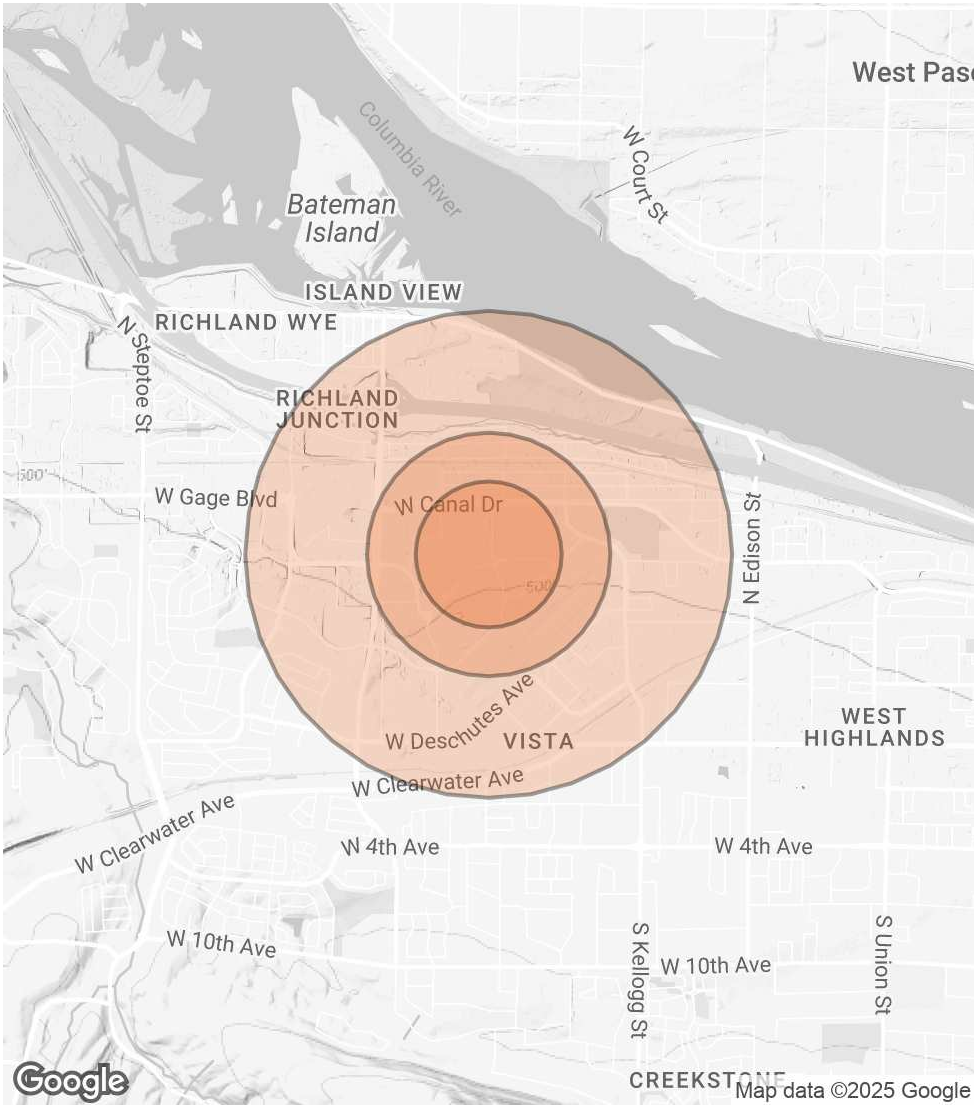 West Pasc
Columbia River
W Court St
Bateman
Island
ISLAND VIEW
RICHLAND WYE
N Steptoe St
RICHLAND
JUNCTION
500'
W Gage Blvd
W Canal Dr
N Edison St
500'
W Deschutes Ave
VISTA
WEST
HIGHLANDS
W Clearwater Ave
W Clearwater Ave
W 4th Ave
W 4th Ave
W 10th Ave
S Kellogg St
W 10th Ave
S Union St
CREEKSTONE
Google
Map data ©2025 Google